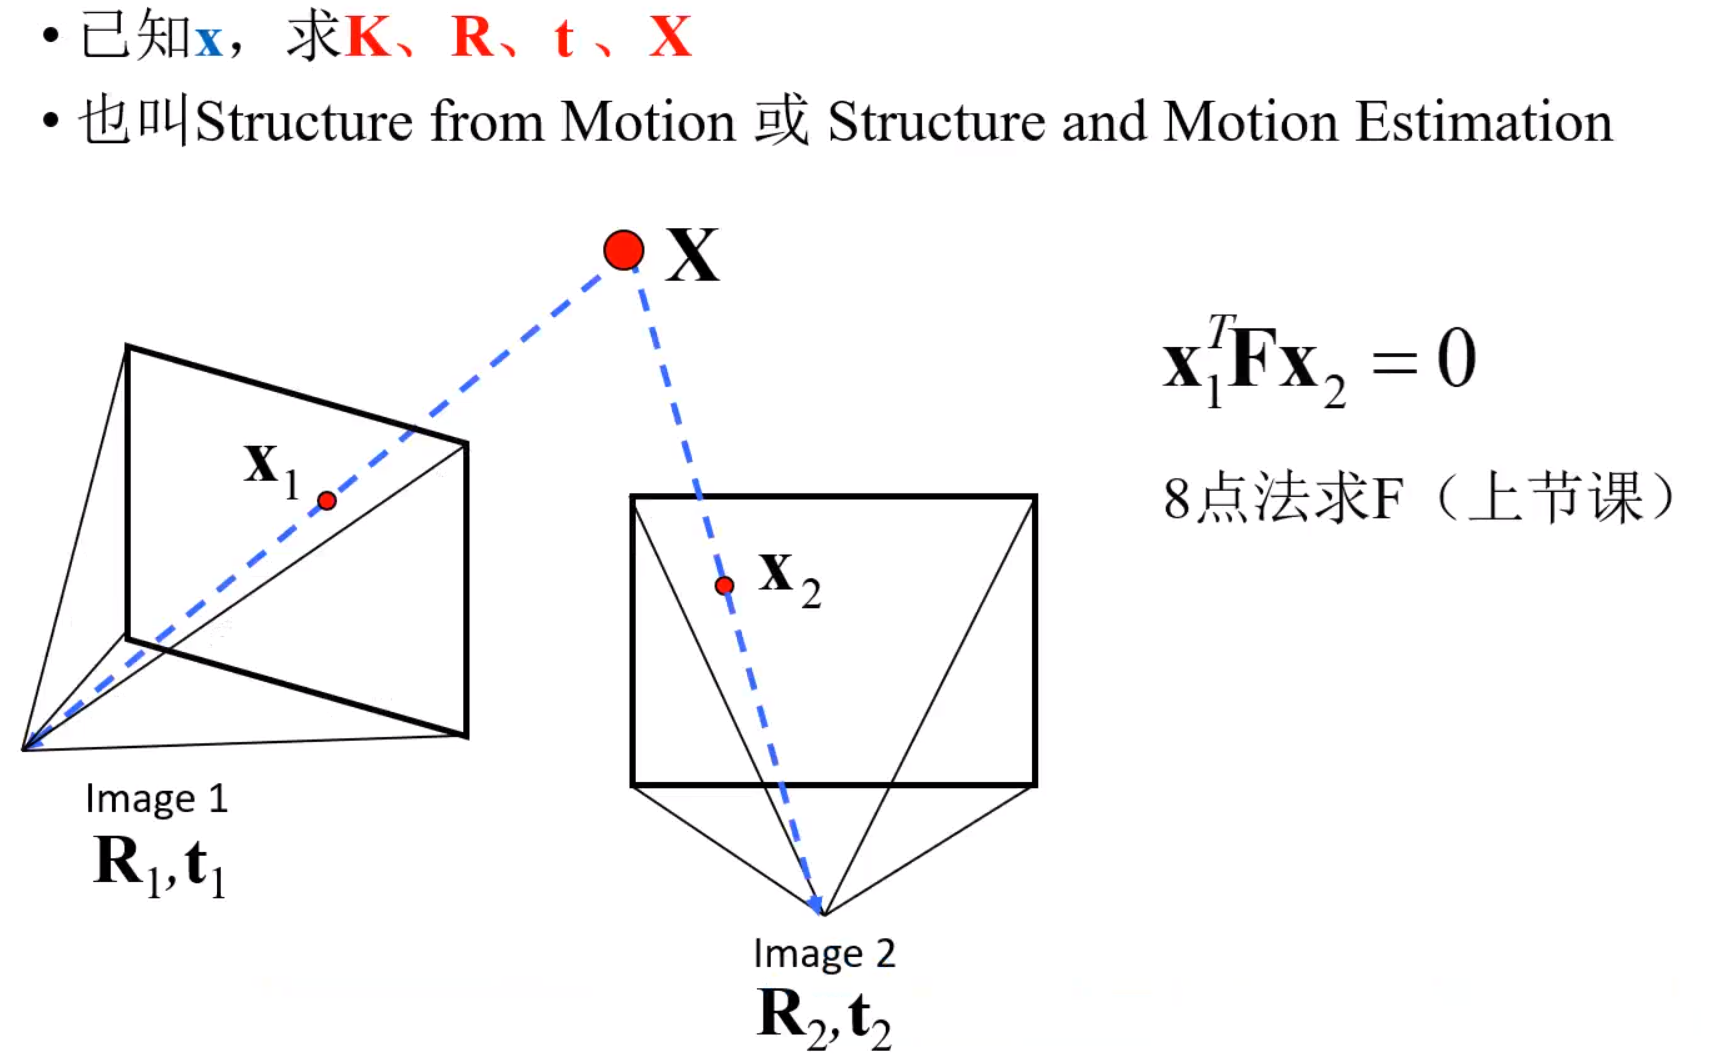 • 已知x，求K、R、t、X
• 也叫Structure from Motion 或 Structure and Motion Estimation
X
x₁ᵀFx₂ = 0
x₁
8点法求F（上节课）
x₂
Image 1
R₁,t₁
Image 2
R₂,t₂